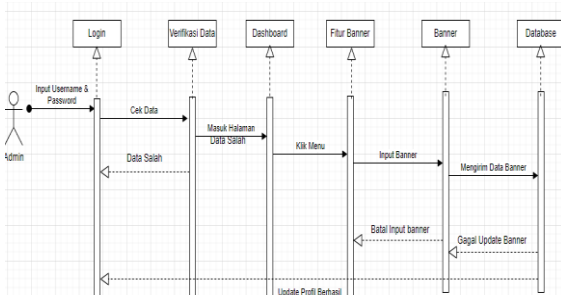 Login
Verifikasi Data
Dashboard
Fitur Banner
Banner
Database
Input Username &
Password
Admin
Cek Data
Masuk Halaman
Data Salah
Klik Menu
Input Banner
Mengirim Data Banner
Data Salah
Batal Input banner
Gagal Update Banner
Update Profil Berhasil